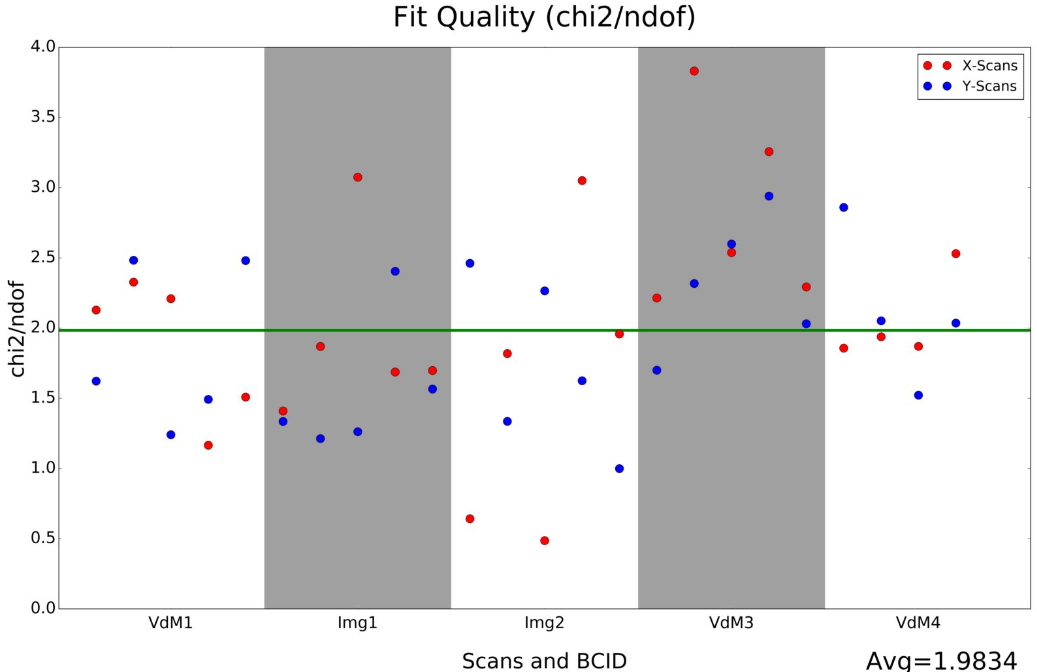 Fit Quality (chi2/ndof)
4.0
3.5
3.0
2.5
2.0
1.5
1.0
0.5
0.0
chi2/ndof
X-Scans
Y-Scans
VdM1 Img1 Img2 VdM3 VdM4
Scans and BCID
Avg=1.9834